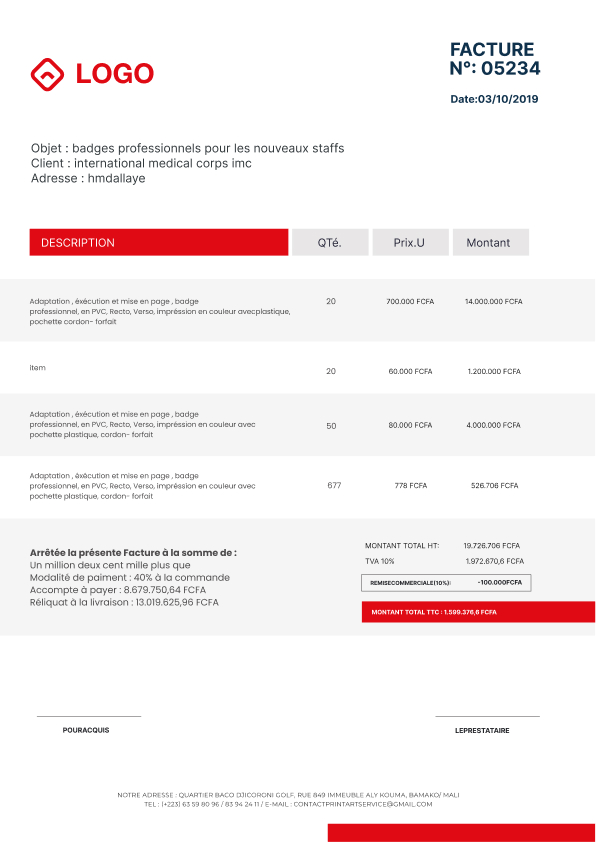 LOGO
FACTURE
N°: 05234
Date:03/10/2019
Objet : badges professionnels pour les nouveaux staffs
Client : international medical corps imc
Adresse : hmdallaye
DESCRIPTION QTé. Prix.U Montant
Adaptation , éxécution et mise en page , badge
professionnel, en PVC, Recto, Verso, impréssion en couleur avecplastique,
pochette cordon- forfait
20 700.000 FCFA 14.000.000 FCFA
item 20 60.000 FCFA 1.200.000 FCFA
Adaptation , éxécution et mise en page , badge
professionnel, en PVC, Recto, Verso, impréssion en couleur avec
pochette plastique, cordon- forfait
50 80.000 FCFA 4.000.000 FCFA
Adaptation , éxécution et mise en page , badge
professionnel, en PVC, Recto, Verso, impréssion en couleur avec
pochette plastique, cordon- forfait
677 778 FCFA 526.706 FCFA
Arrêtée la présente Facture à la somme de :
Un million deux cent mille plus que
Modalité de paiment : 40% à la commande
Accompte à payer : 8.679.750,64 FCFA
Réliquat à la livraison : 13.019.625,96 FCFA
MONTANT TOTAL HT: 19.726.706 FCFA
TVA 10% 1.972.670,6 FCFA
REMISECOMMERCIALE(10%): -100.000FCFA
MONTANT TOTAL TTC : 1.599.376,6 FCFA
POURACQUIS LEPRESTATAIRE
NOTRE ADRESSE : QUARTIER BACO DJICORONI GOLF, RUE 849 IMMEUBLE ALY KOUMA, BAMAKO/ MALI
TEL : (+223) 63 59 80 96 / 83 94 24 11 / E-MAIL : CONTACTPRINTARTSERVICE@GMAIL.COM